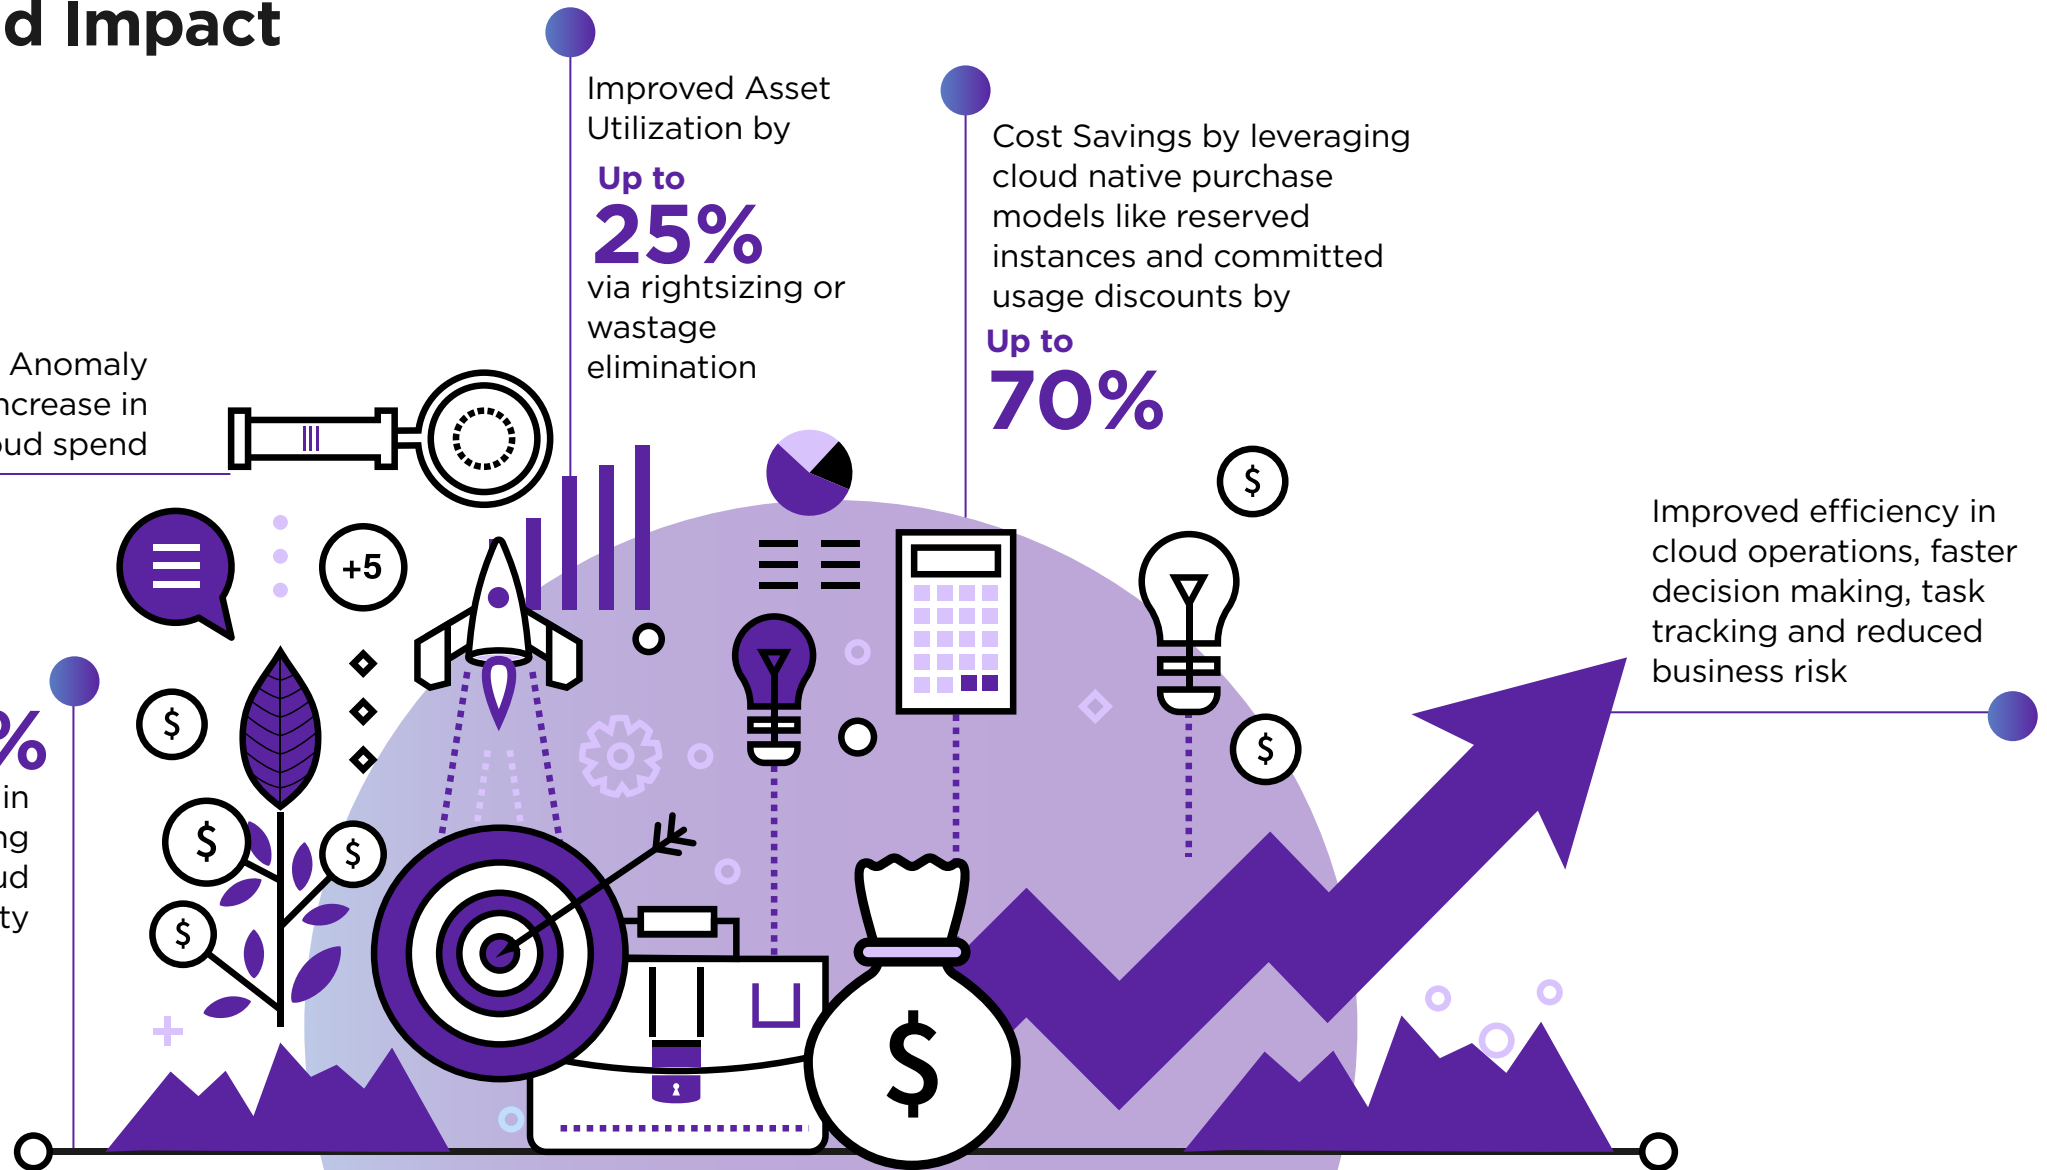 d Impact
Improved Asset
Utilization by
Up to
25%
via rightsizing or
wastage
elimination
Cost Savings by leveraging
cloud native purchase
models like reserved
instances and committed
usage discounts by
Up to
70%
Anomaly
ncrease in
oud spend
+5
$
$
$
$
$
$
$
%
in
ng
ud
ty
Improved efficiency in
cloud operations, faster
decision making, task
tracking and reduced
business risk